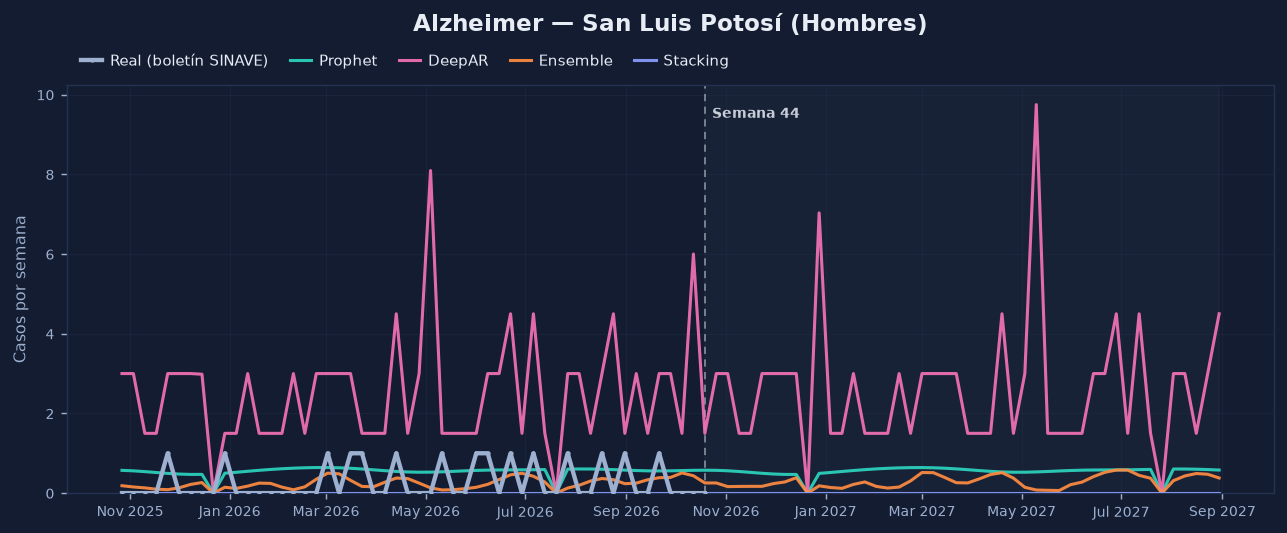 Alzheimer — San Luis Potosí (Hombres)
Real (boletín SINAVE) Prophet DeepAR Ensemble Stacking
Semana 44
Casos por semana
10
8
6
4
2
0
Nov 2025 Jan 2026 Mar 2026 May 2026 Jul 2026 Sep 2026 Nov 2026 Jan 2027 Mar 2027 May 2027 Jul 2027 Sep 2027